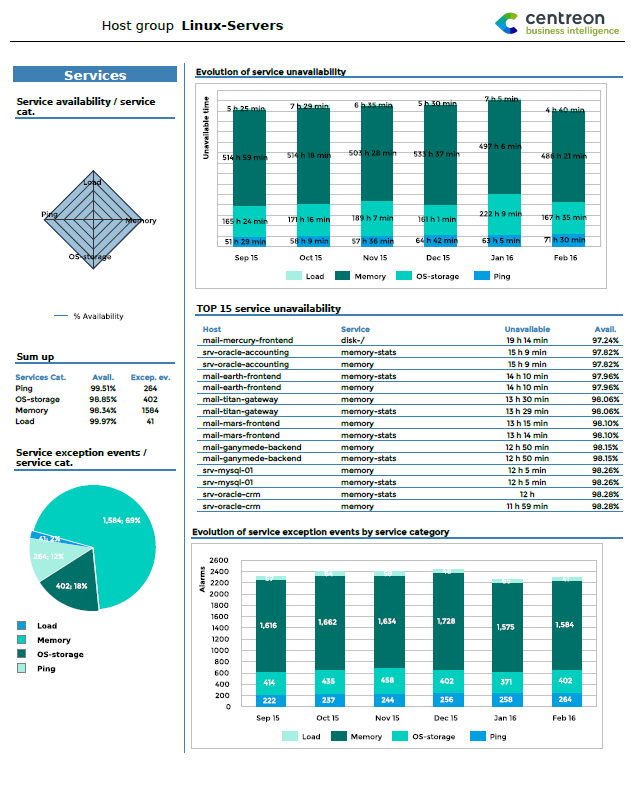 Host group Linux-Servers
centreon
business intelligence
Services
Service availability / service
cat.
Load
Ping
Memory
OS-storage
% Availability
Sum up
Services Cat. Avail. Excep. ev.
Ping 99.51% 264
OS-storage 98.85% 402
Memory 98.34% 1584
Load 99.97% 41
Service exception events /
service cat.
1,584; 69%
41; 2%
264; 12%
402; 18%
Load
Memory
OS-storage
Ping
Evolution of service unavailability
Unavailable time
5 h 25 min 7 h 29 min 6 h 35 min 5 h 30 min 7 h 5 min 4 h 40 min
514 h 59 min 514 h 18 min 503 h 28 min 533 h 37 min 497 h 6 min 486 h 21 min
165 h 24 min 171 h 16 min 189 h 7 min 161 h 1 min 222 h 9 min 167 h 35 min
51 h 29 min 58 h 9 min 57 h 36 min 64 h 42 min 63 h 5 min 71 h 30 min
Sep 15 Oct 15 Nov 15 Dec 15 Jan 16 Feb 16
Load Memory OS-storage Ping
TOP 15 service unavailability
Host Service Unavailable Avail.
mail-mercury-frontend disk-/ 19 h 14 min 97.24%
srv-oracle-accounting memory-stats 15 h 9 min 97.82%
srv-oracle-accounting memory 15 h 9 min 97.82%
mail-earth-frontend memory-stats 14 h 10 min 97.96%
mail-earth-frontend memory 14 h 10 min 97.96%
mail-titan-gateway memory 13 h 30 min 98.06%
mail-titan-gateway memory-stats 13 h 29 min 98.06%
mail-mars-frontend memory 13 h 15 min 98.10%
mail-mars-frontend memory-stats 13 h 14 min 98.10%
mail-ganymede-backend memory 12 h 50 min 98.15%
mail-ganymede-backend memory-stats 12 h 50 min 98.15%
srv-mysql-01 memory 12 h 5 min 98.26%
srv-mysql-01 memory-stats 12 h 5 min 98.26%
srv-oracle-crm memory-stats 12 h 98.28%
srv-oracle-crm memory 11 h 59 min 98.28%
Evolution of service exception events by service category
Alarms
2600
2400
2200
2000
1800
1600
1400
1200
1000
800
600
400
200
0
1,616 1,662 1,634 1,728 1,575 1,584
414 435 458 402 371 402
222 237 244 256 258 264
Sep 15 Oct 15 Nov 15 Dec 15 Jan 16 Feb 16
Load Memory OS-storage Ping